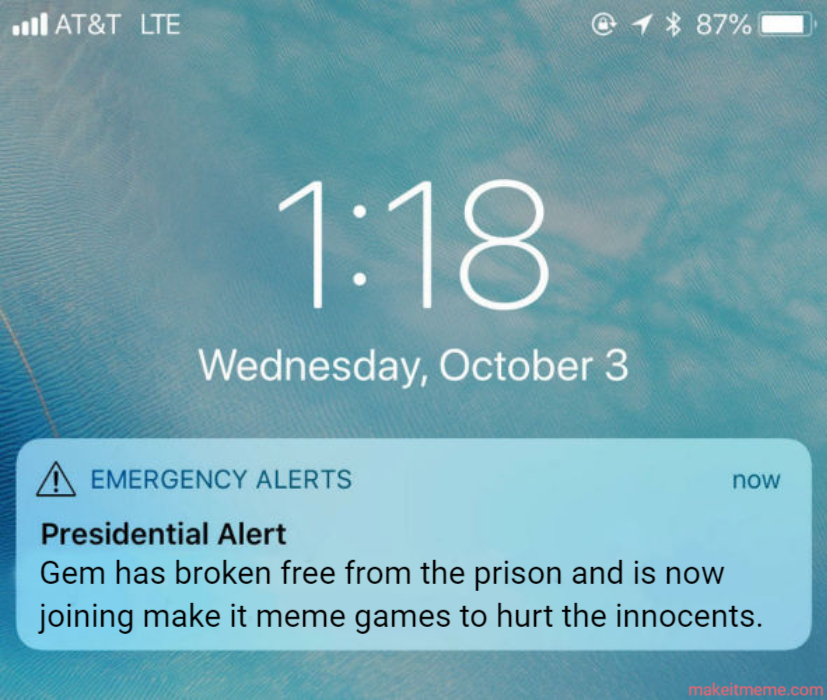 AT&T LTE 87%
1:18
Wednesday, October 3
EMERGENCY ALERTS now
Presidential Alert
Gem has broken free from the prison and is now
joining make it meme games to hurt the innocents.
makeitmeme.com